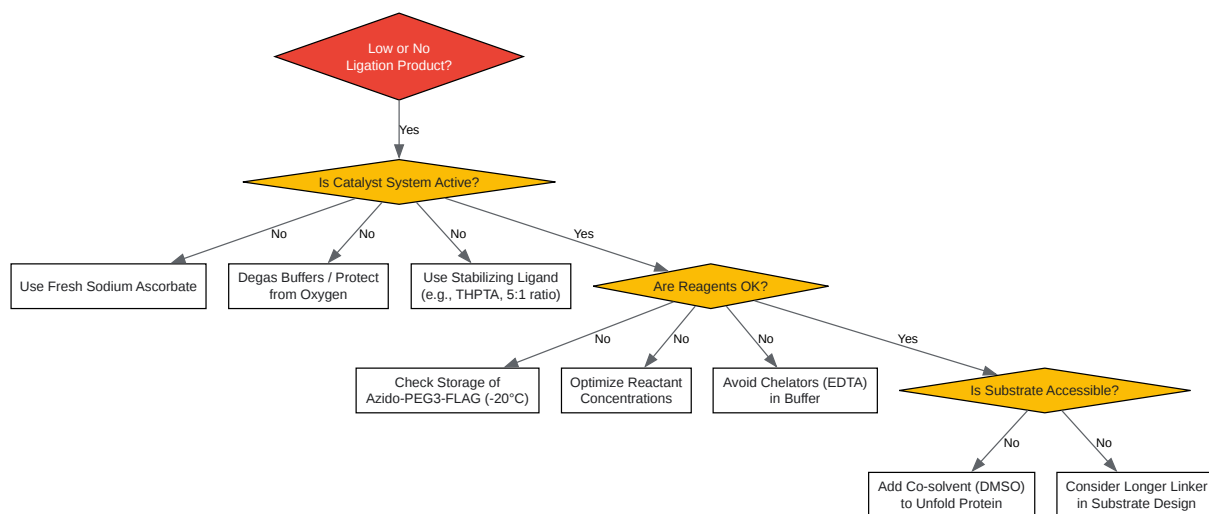 Low or No
Ligation Product?
Yes
Is Catalyst System Active?
No
No
No
Yes
Use Fresh Sodium Ascorbate
Degas Buffers / Protect
from Oxygen
Use Stabilizing Ligand
(e.g., THPTA, 5:1 ratio)
Are Reagents OK?
No
No
No
Yes
Check Storage of
Azido-PEG3-FLAG (-20°C)
Optimize Reactant
Concentrations
Avoid Chelators (EDTA)
in Buffer
Is Substrate Accessible?
No
No
Add Co-solvent (DMSO)
to Unfold Protein
Consider Longer Linker
in Substrate Design